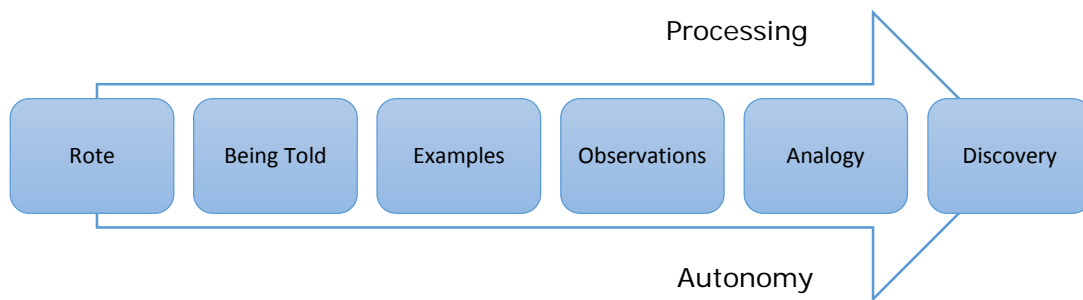 Processing
Rote
Being Told
Examples
Observations
Analogy
Discovery
Autonomy